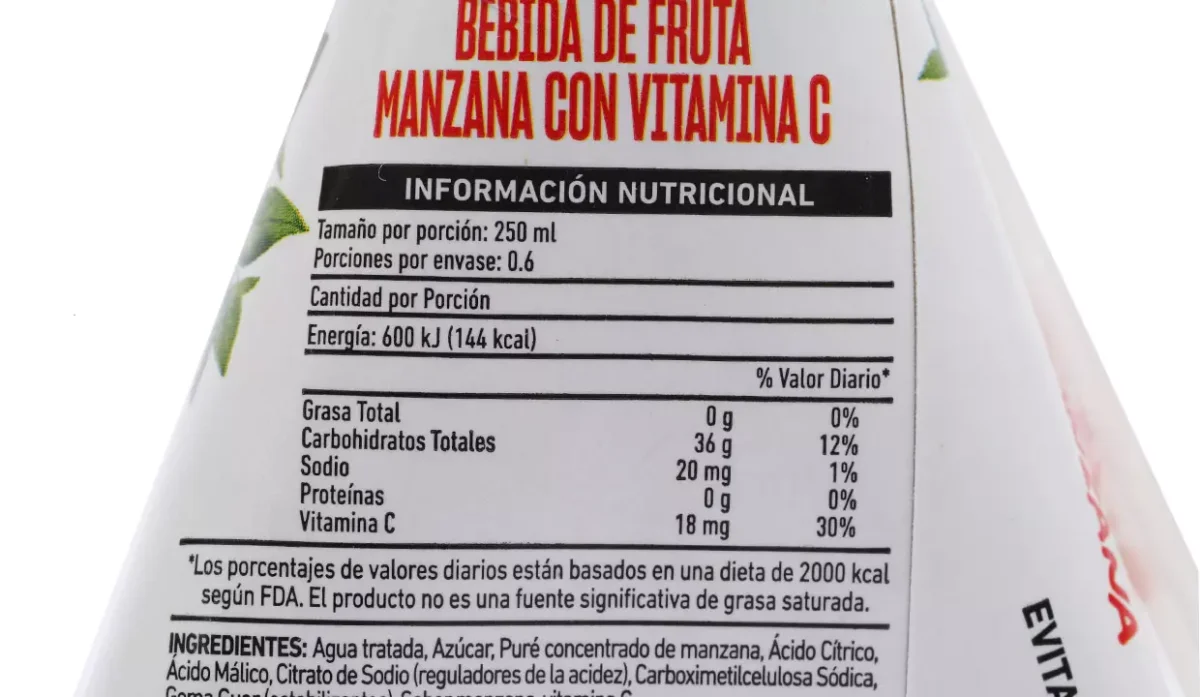 BEBIDA DE FRUTA
MANZANA CON VITAMINA C
INFORMACIÓN NUTRICIONAL
Tamaño por porción: 250 ml
Porciones por envase: 0.6
Cantidad por Porción
Energía: 600 kJ (144 kcal)
% Valor Diario*
Grasa Total 0 g 0%
Carbohidratos Totales 36 g 12%
Sodio 20 mg 1%
Proteínas 0 g 0%
Vitamina C 18 mg 30%
*Los porcentajes de valores diarios están basados en una dieta de 2000 kcal
según FDA. El producto no es una fuente significativa de grasa saturada.
INGREDIENTES: Agua tratada, Azúcar, Puré concentrado de manzana, Ácido Cítrico,
Ácido Málico, Citrato de Sodio (reguladores de la acidez), Carboximetilcelulosa Sódica,
EVITA